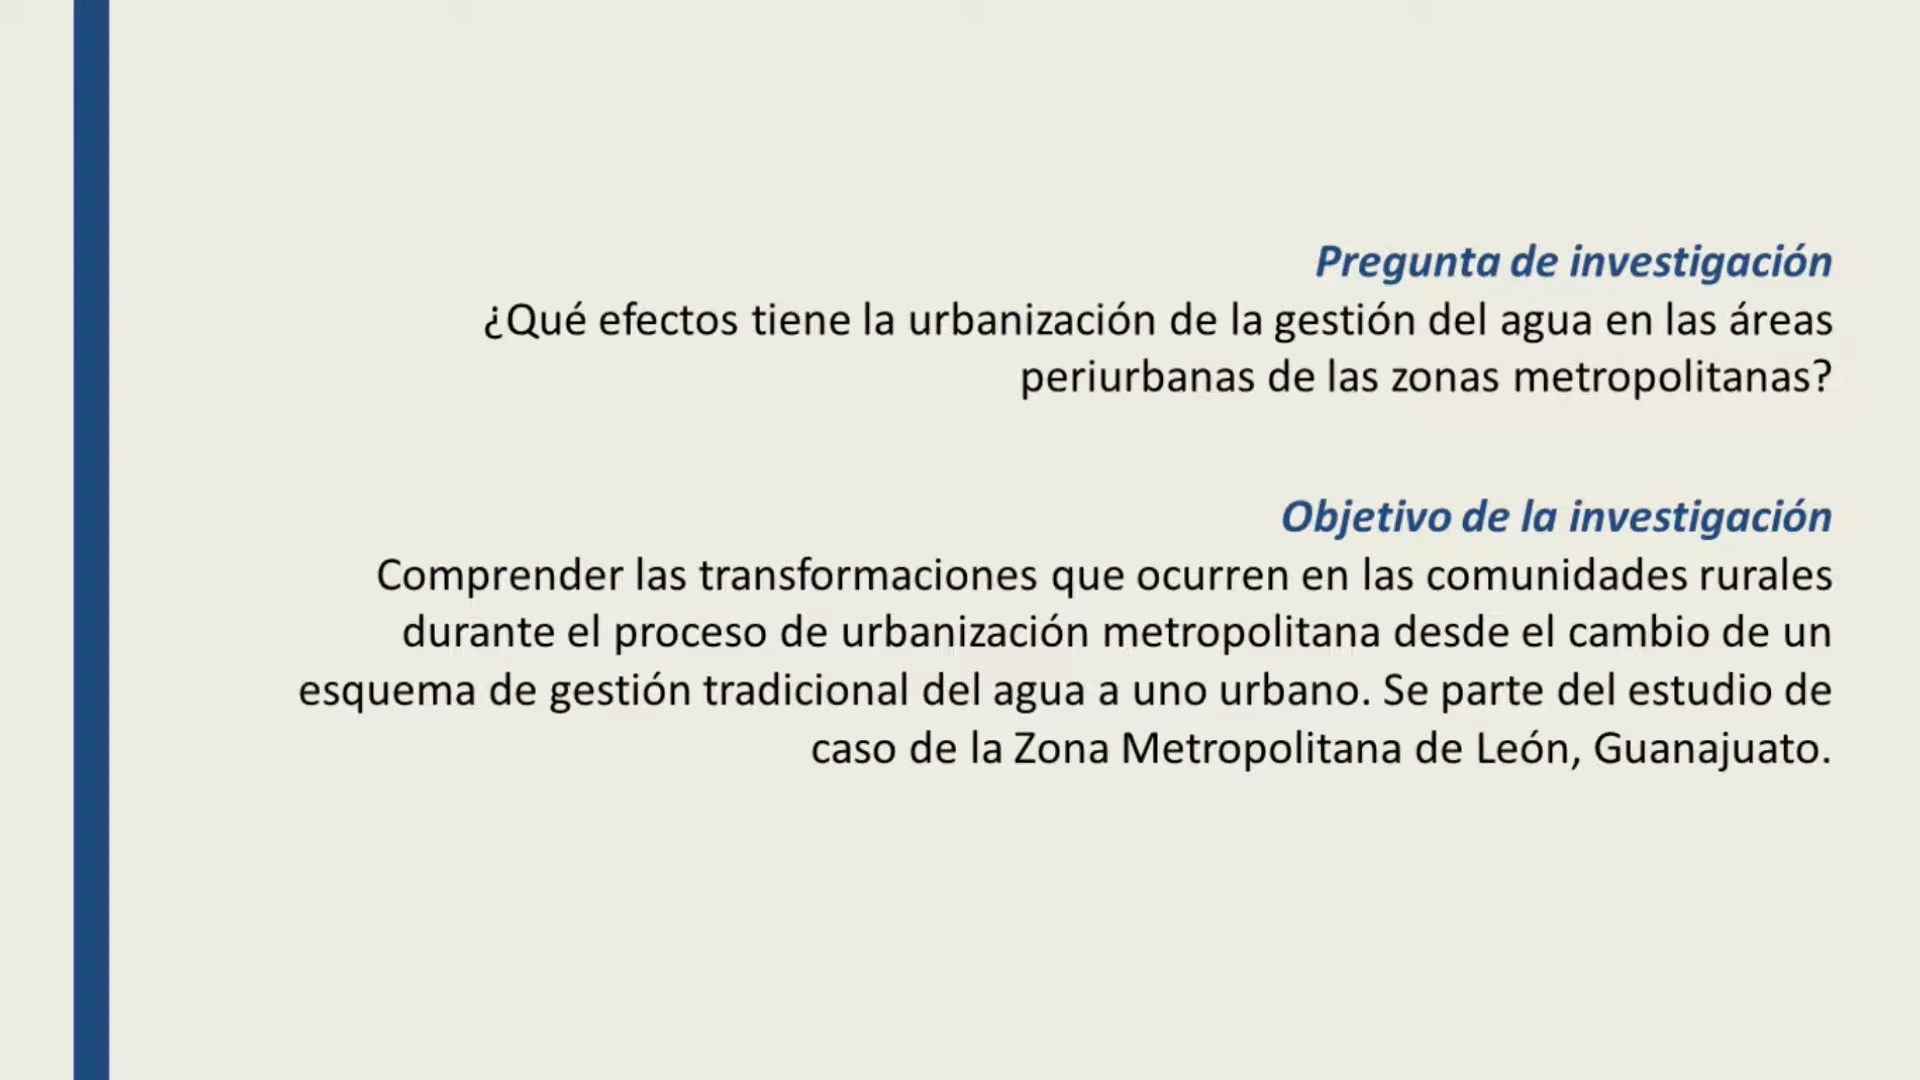 Pregunta de investigación
¿Qué efectos tiene la urbanización de la gestión del agua en las áreas
periurbanas de las zonas metropolitanas?
Objetivo de la investigación
Comprender las transformaciones que ocurren en las comunidades rurales
durante el proceso de urbanización metropolitana desde el cambio de un
esquema de gestión tradicional del agua a uno urbano. Se parte del estudio de
caso de la Zona Metropolitana de León, Guanajuato.